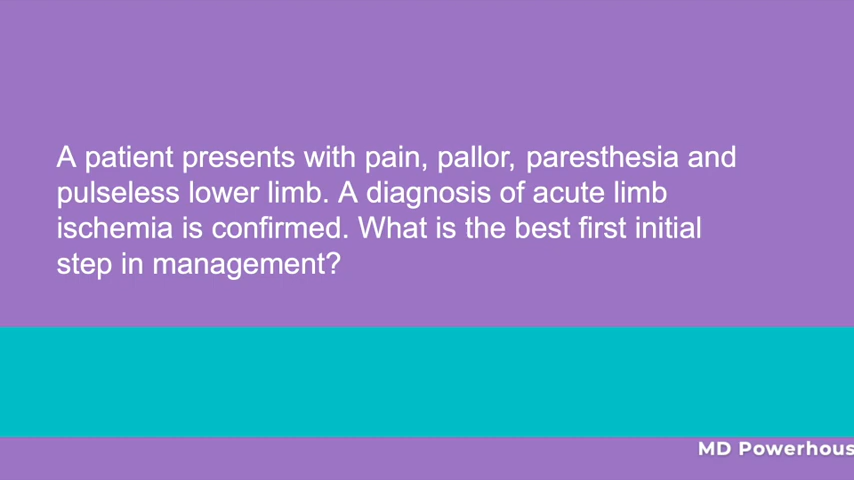 A patient presents with pain, pallor, paresthesia and
pulseless lower limb. A diagnosis of acute limb
ischemia is confirmed. What is the best first initial
step in management?
MD Powerhous